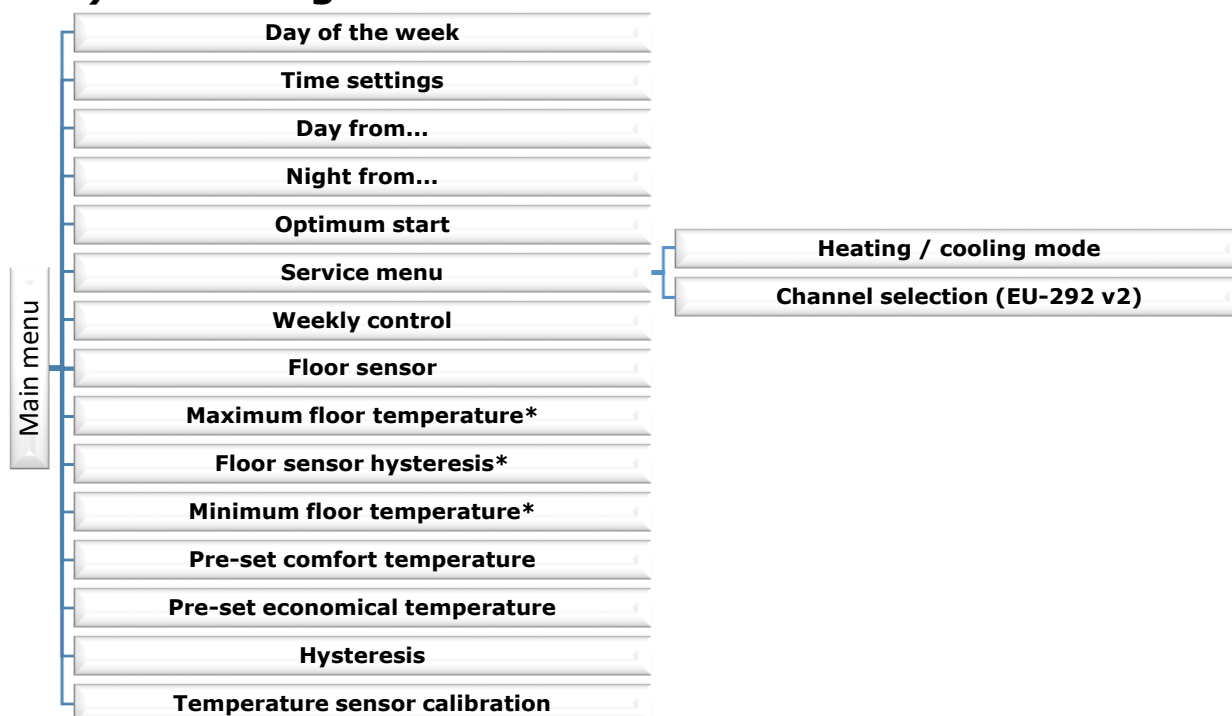 Main menu
Day of the week
Time settings
Day from...
Night from...
Optimum start
Service menu
Heating / cooling mode
Channel selection (EU-292 v2)
Weekly control
Floor sensor
Maximum floor temperature*
Floor sensor hysteresis*
Minimum floor temperature*
Pre-set comfort temperature
Pre-set economical temperature
Hysteresis
Temperature sensor calibration